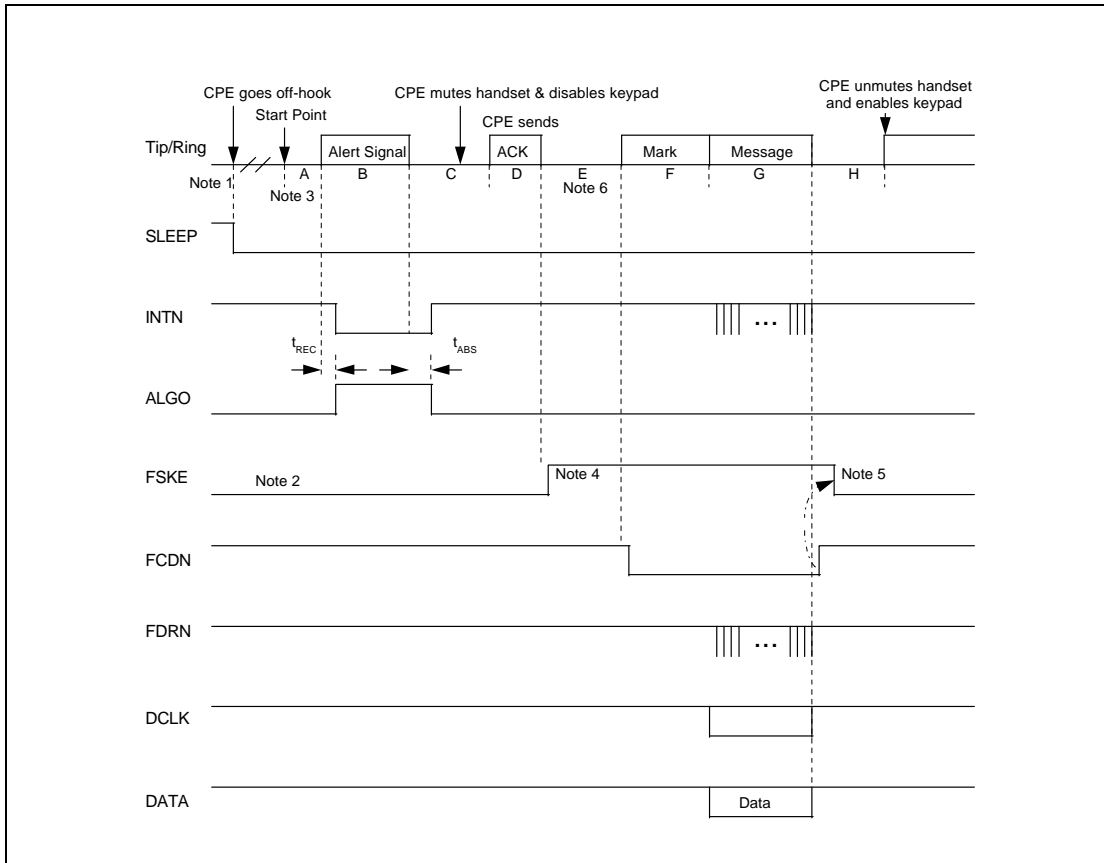 CPE goes off-hook
Start Point
CPE mutes handset & disables keypad
CPE sends
CPE unmutes handset
and enables keypad
Tip/Ring
Alert Signal
ACK
Mark
Message
A
B
C
D
E
F
G
H
Note 1
Note 3
Note 6
SLEEP
INTN
...
tREC
tABS
ALGO
FSKE
Note 2
Note 4
Note 5
FCDN
FDRN
...
DCLK
DATA
Data